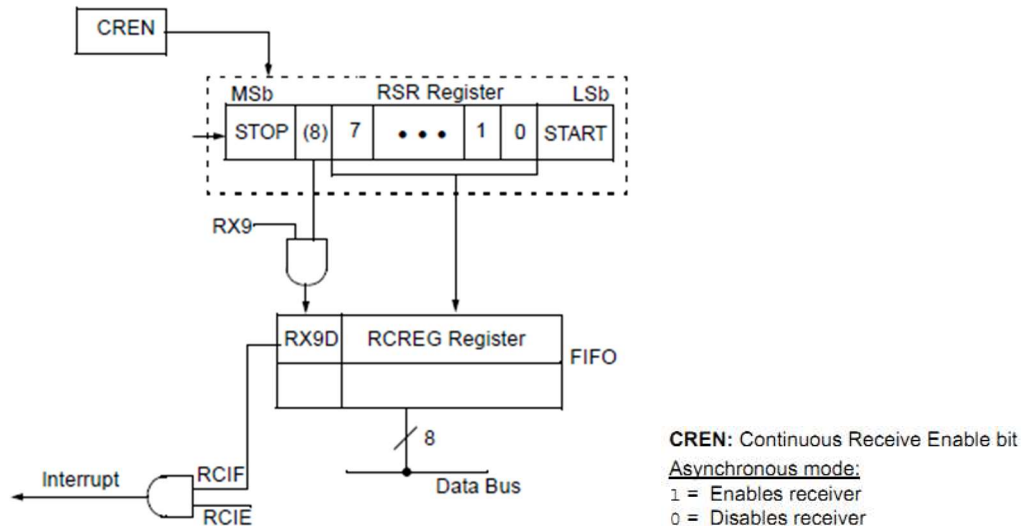 CREN
MSb RSR Register LSb
STOP (8) 7 • • • 1 0 START
RX9
RX9D RCREG Register
FIFO
8
Data Bus
RCIF
Interrupt
RCIE
CREN: Continuous Receive Enable bit
Asynchronous mode:
1 = Enables receiver
0 = Disables receiver